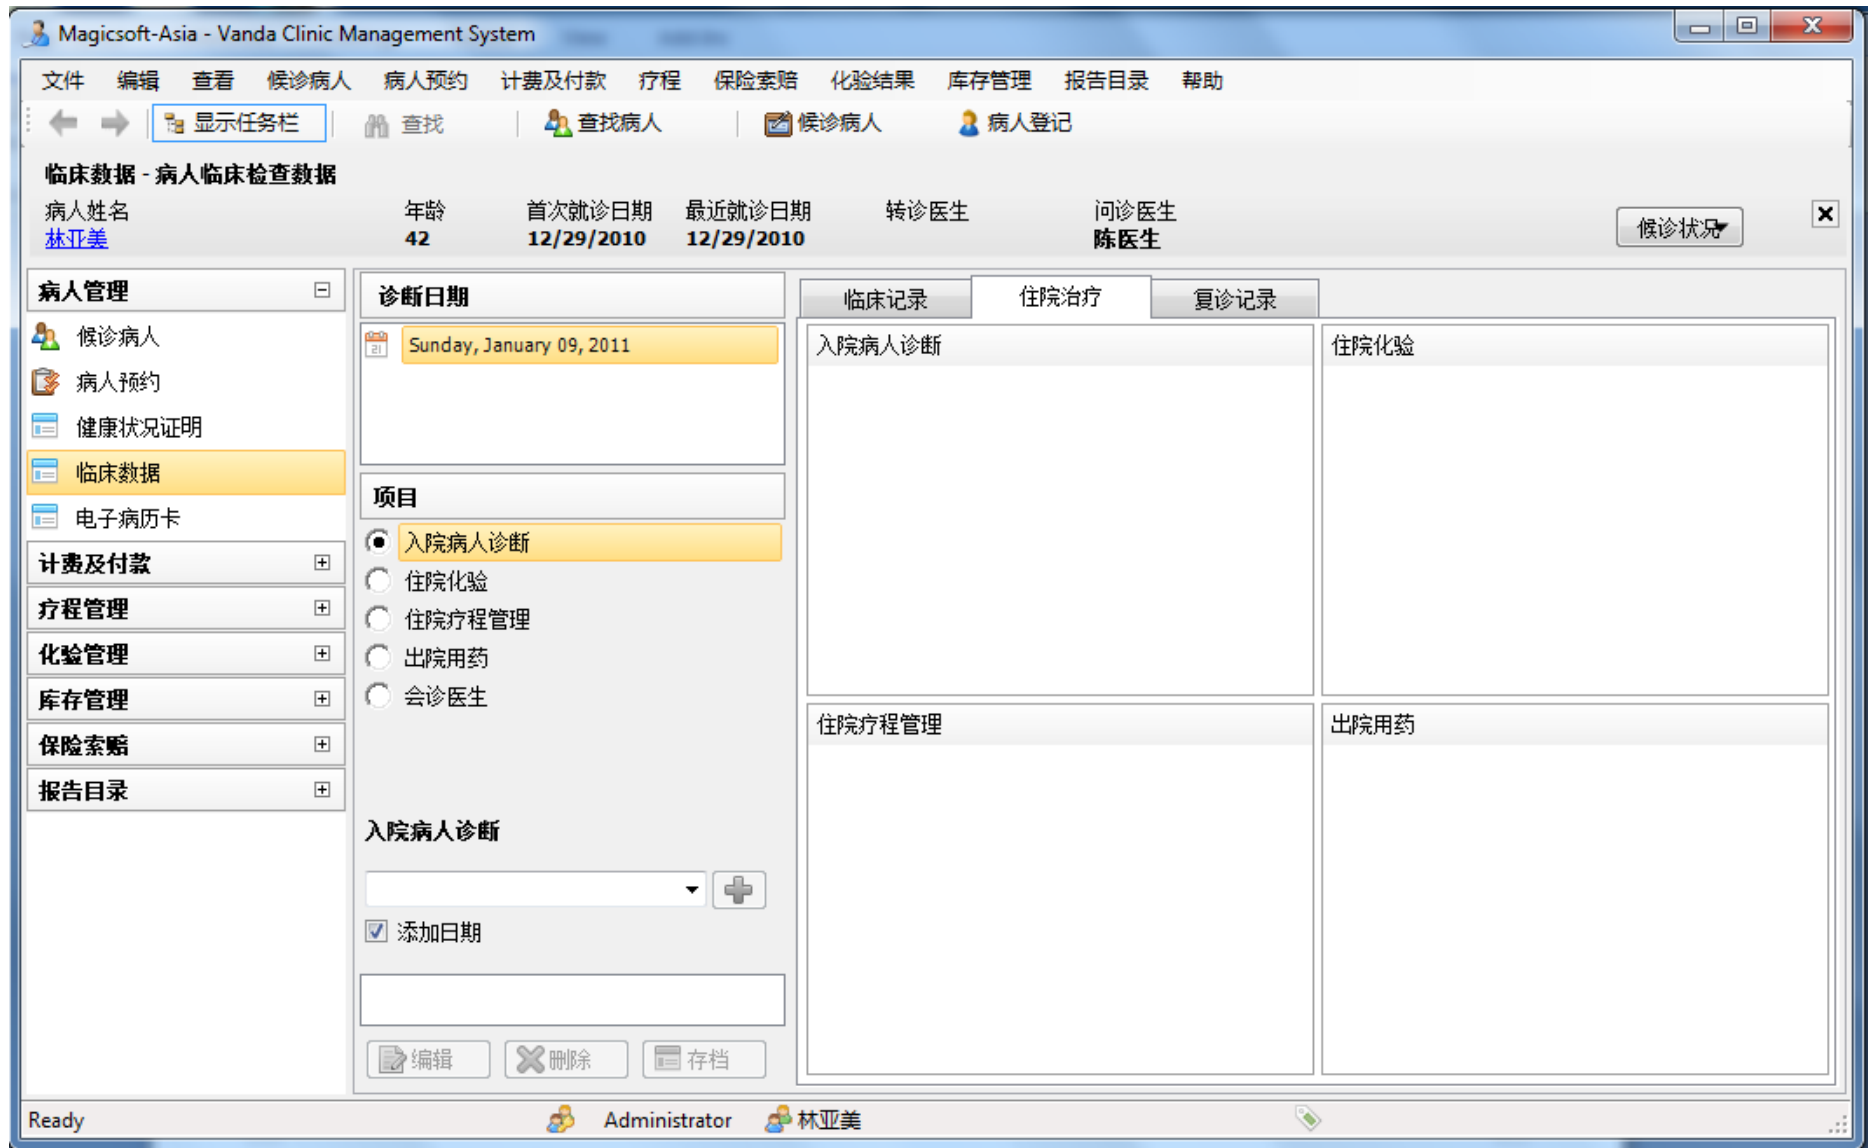 Magicsoft-Asia - Vanda Clinic Management System
文件 编辑 查看 候诊病人 病人预约 计费及付款 疗程 保险索赔 化验结果 库存管理 报告目录 帮助
显示任务栏 查找 查找病人 候诊病人 病人登记
临床数据 - 病人临床检查数据
病人姓名 年龄 首次就诊日期 最近就诊日期 转诊医生 问诊医生
林亚美 42 12/29/2010 12/29/2010 陈医生
候诊状况
病人管理
候诊病人
病人预约
健康状况证明
临床数据
电子病历卡
计费及付款
疗程管理
化验管理
库存管理
保险索赔
报告目录
诊断日期
Sunday, January 09, 2011
项目
入院病人诊断
住院化验
住院疗程管理
出院用药
会诊医生
入院病人诊断
添加日期
编辑 删除 存档
临床记录 住院治疗 复诊记录
入院病人诊断 住院化验
住院疗程管理 出院用药
Ready Administrator 林亚美